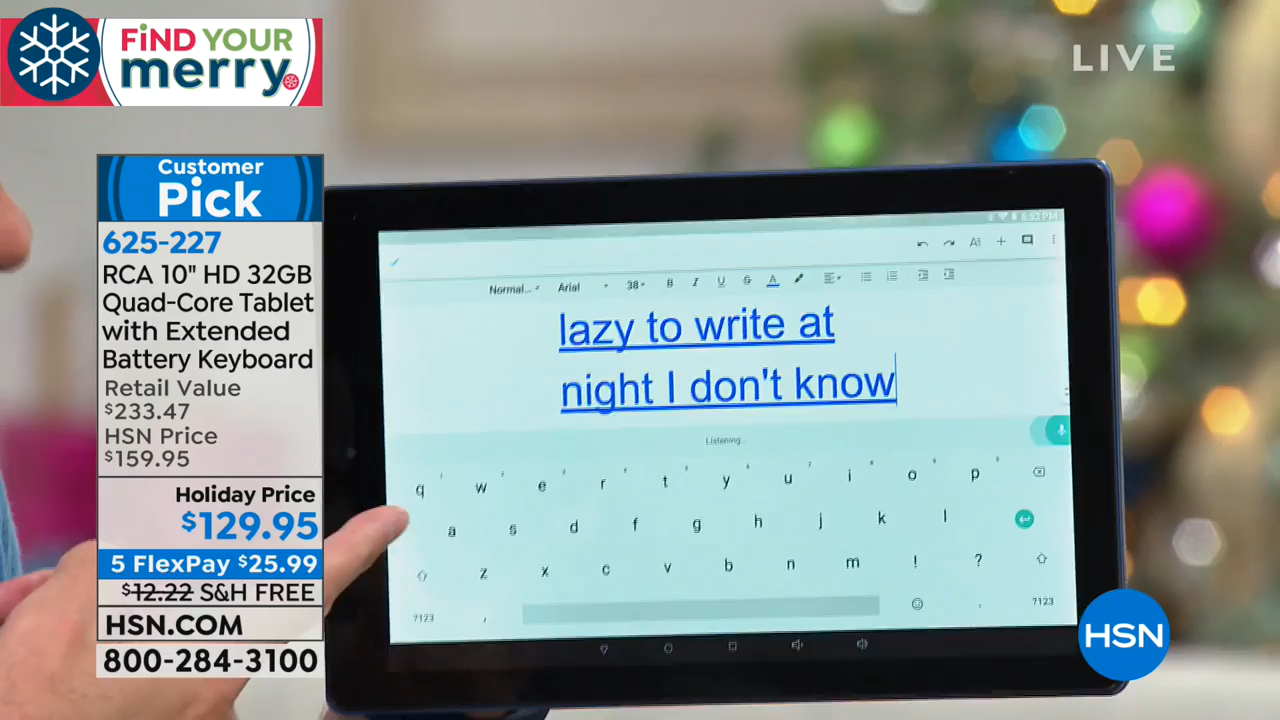 FiND YOUR
merry
LIVE
Customer
Pick
625-227
RCA 10" HD 32GB
Quad-Core Tablet
with Extended
Battery Keyboard
Retail Value
$233.47
HSN Price
$159.95
Holiday Price
$129.95
5 FlexPay $25.99
$12.22 S&H FREE
HSN.COM
800-284-3100
6:52 PM
Normal... Arial 38 B I U S A
lazy to write at
night I don't know
Listening...
q w e r t y u i o p
a s d f g h j k l
z x c v b n m ! ?
?123 , . ?123
HSN